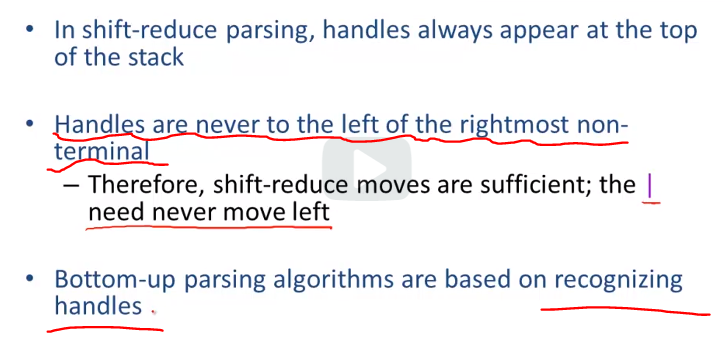 • In shift-reduce parsing, handles always appear at the top
of the stack
• Handles are never to the left of the rightmost non-
terminal
– Therefore, shift-reduce moves are sufficient; the |
need never move left
• Bottom-up parsing algorithms are based on recognizing
handles